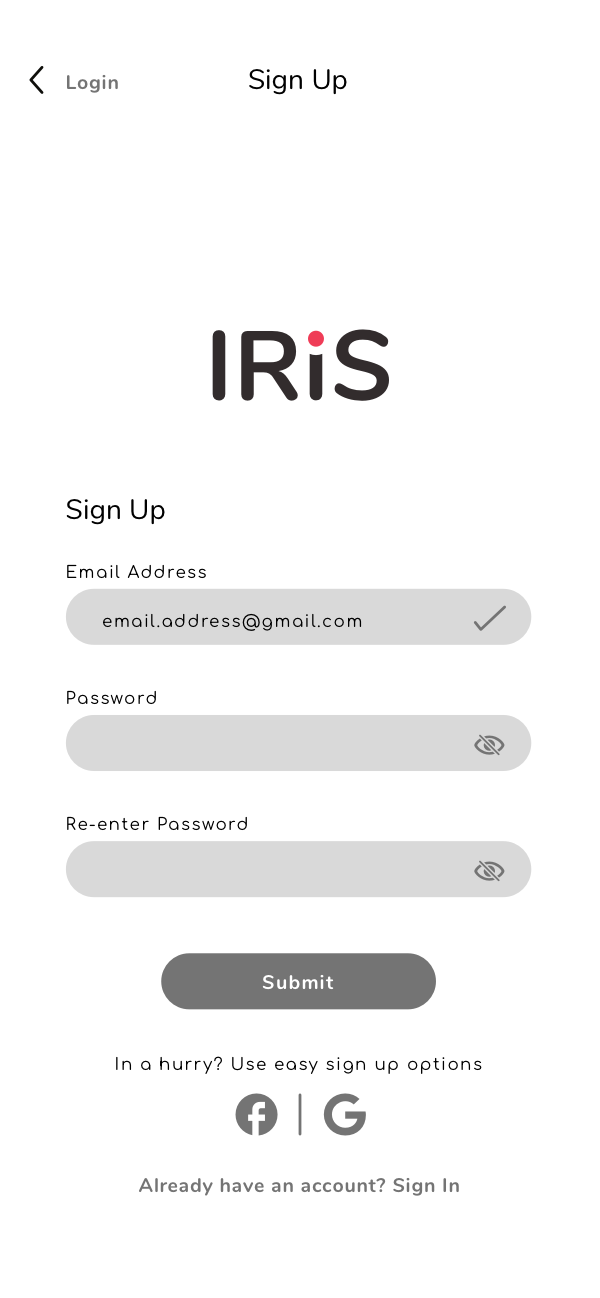 Login
Sign Up
IRiS
Sign Up
Email Address
email.address@gmail.com
Password
Re-enter Password
Submit
In a hurry? Use easy sign up options
Already have an account? Sign In